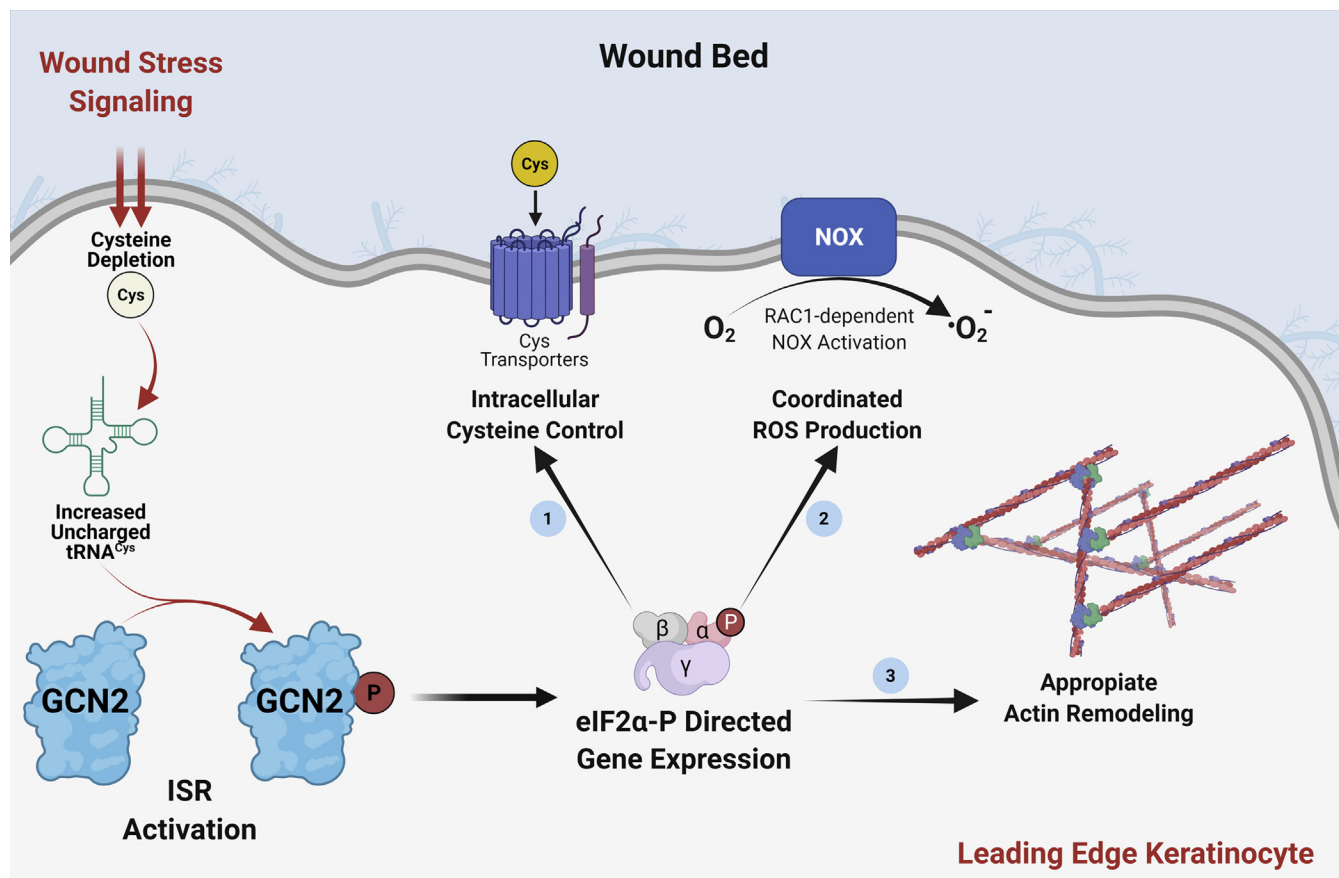 Wound Stress
Signaling
Wound Bed
Cys
Cysteine
Depletion
Cys
NOX
O₂
RAC1-dependent
NOX Activation
•O₂⁻
Cys
Transporters
Intracellular
Cysteine Control
Coordinated
ROS Production
Increased
Uncharged
tRNAᶜʸˢ
1
2
β
α
P
γ
GCN2
GCN2
P
3
eIF2α-P Directed
Gene Expression
Appropiate
Actin Remodeling
ISR
Activation
Leading Edge Keratinocyte